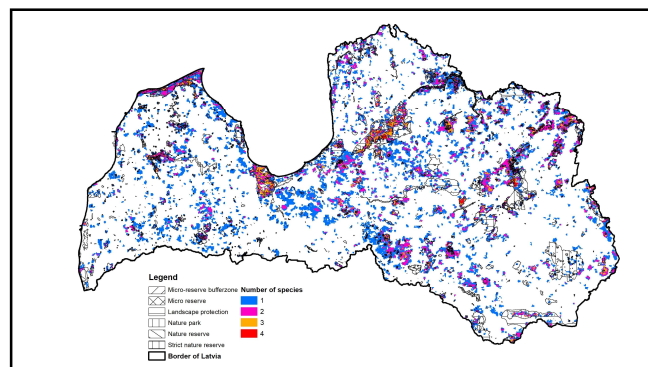 Legend
Micro-reserve bufferzone
Micro reserve
Landscape protection
Nature park
Nature reserve
Strict nature reserve
Border of Latvia
Number of species
1
2
3
4